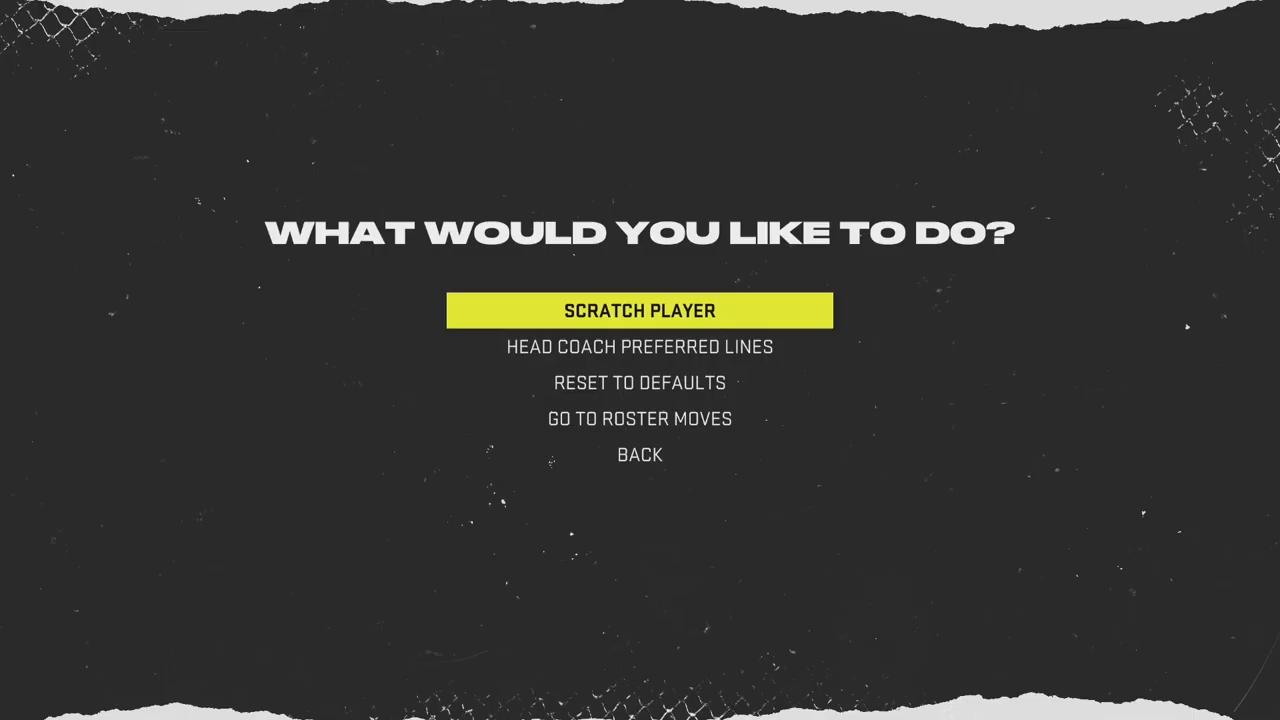 WHAT WOULD YOU LIKE TO DO?
SCRATCH PLAYER
HEAD COACH PREFERRED LINES
RESET TO DEFAULTS
GO TO ROSTER MOVES
BACK